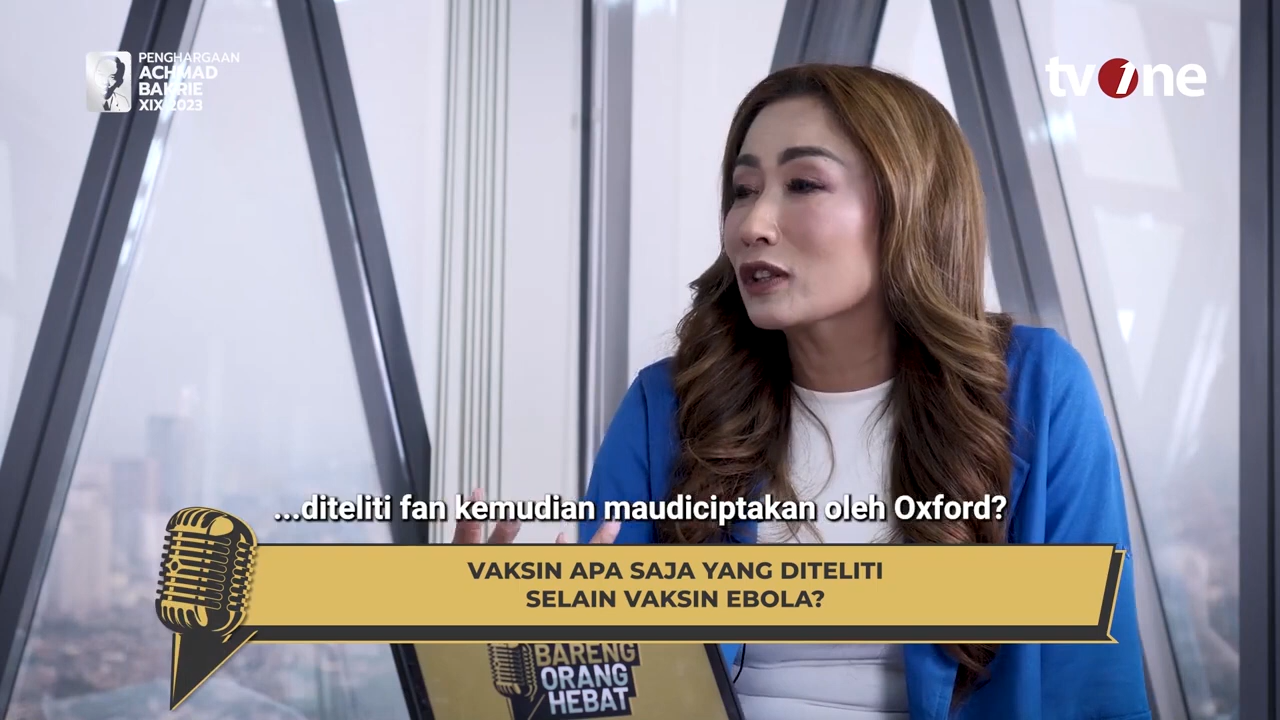 PENGHARGAAN
ACHMAD
BAKRIE
XIX 2023
tvOne
...diteliti fan kemudian maudiciptakan oleh Oxford?
VAKSIN APA SAJA YANG DITELITI
SELAIN VAKSIN EBOLA?
BARENG
ORANG
HEBAT